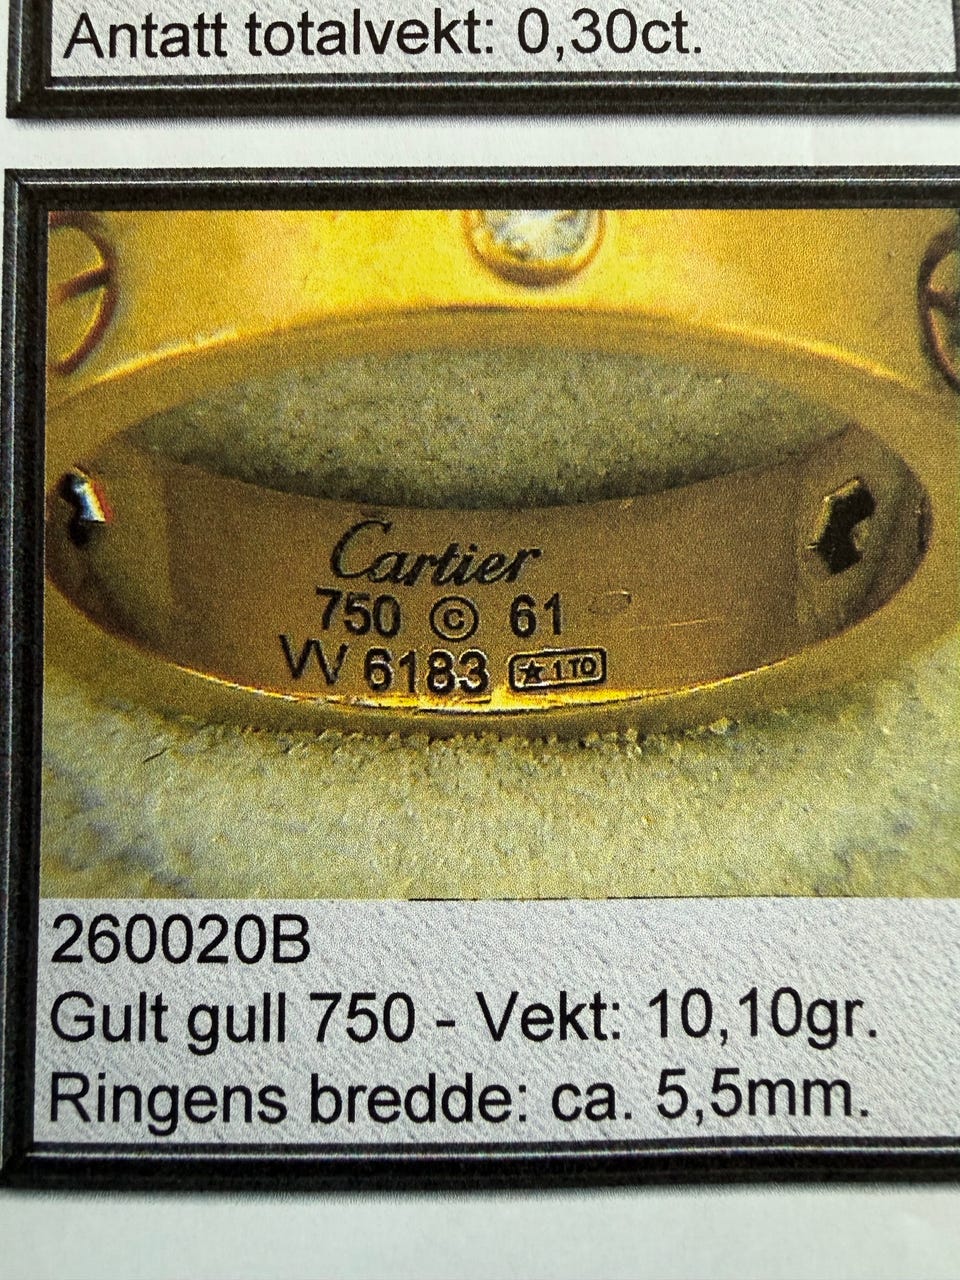 Antatt totalvekt: 0,30ct.
Cartier
750 © 61
VV 6183 ★ 1TO
260020B
Gult gull 750 - Vekt: 10,10gr.
Ringens bredde: ca. 5,5mm.